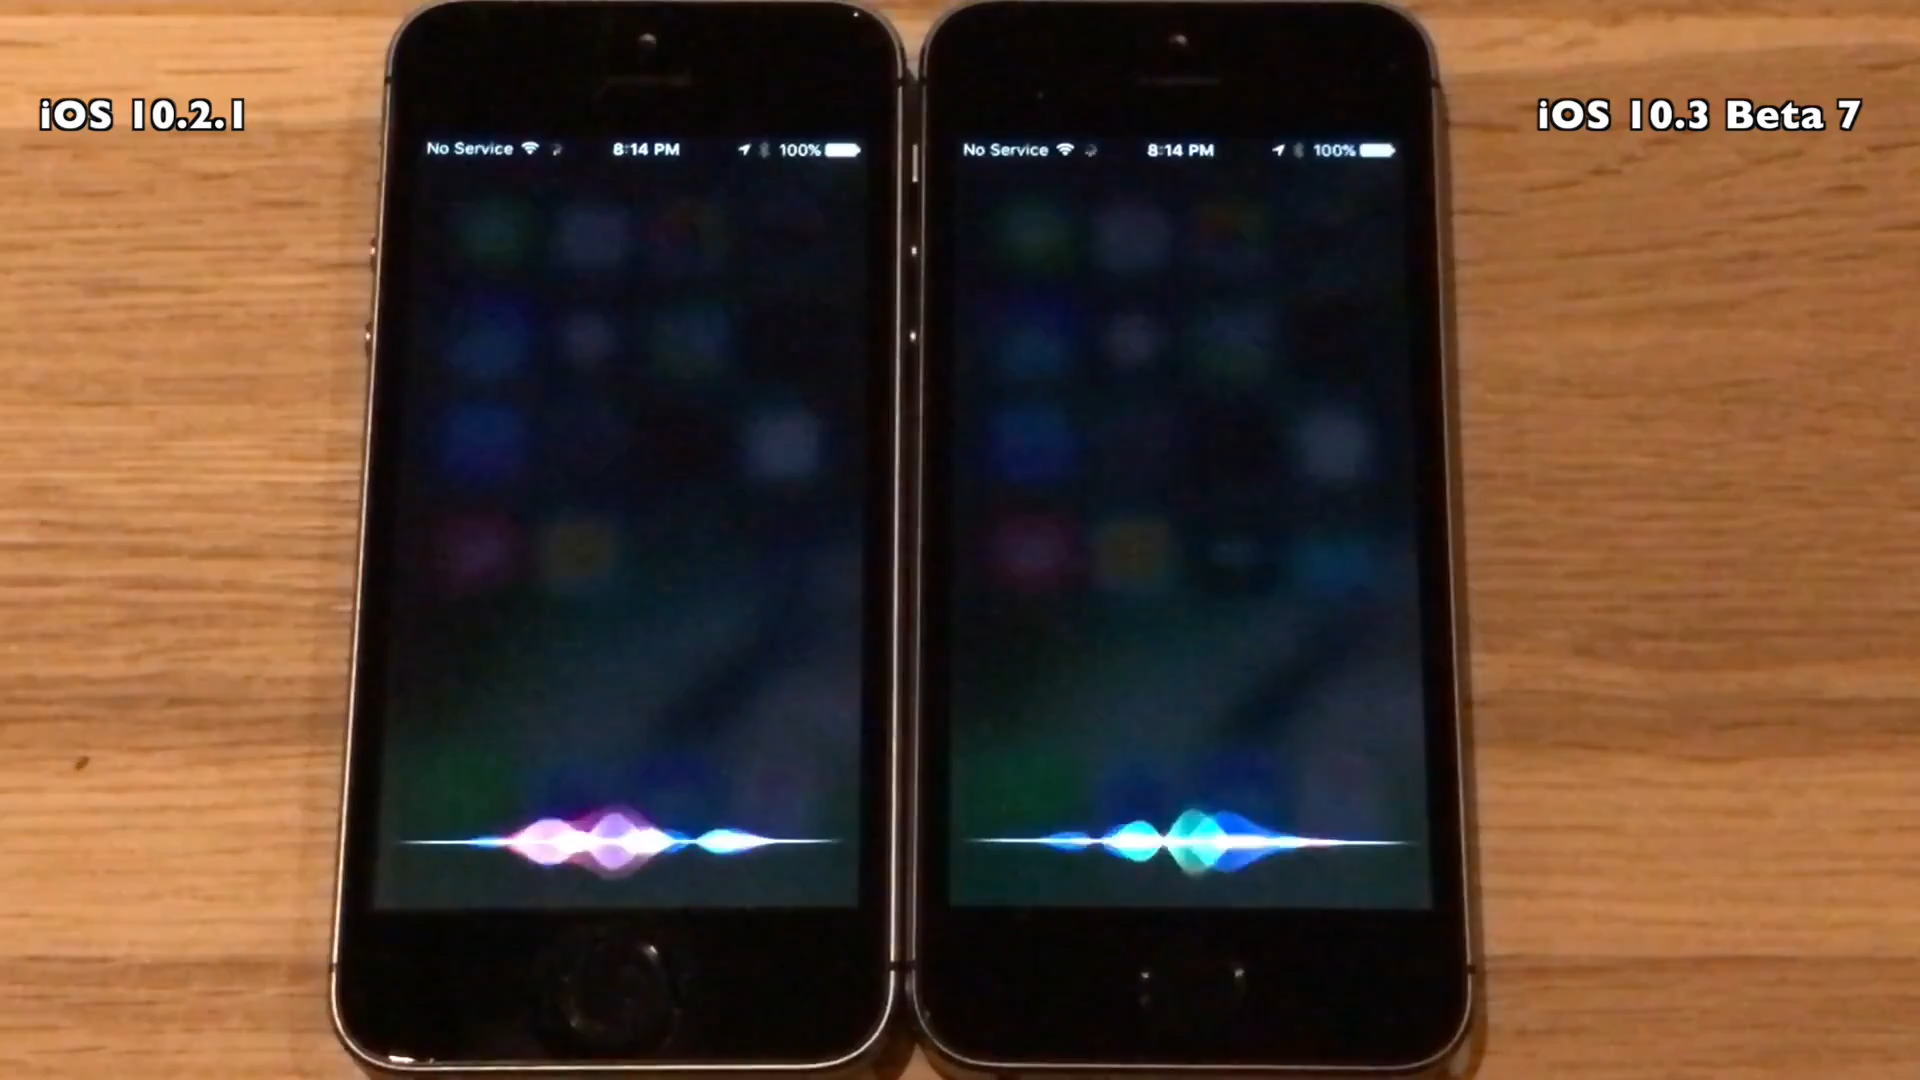 iOS 10.2.1
iOS 10.3 Beta 7
No Service 8:14 PM 100%
No Service 8:14 PM 100%